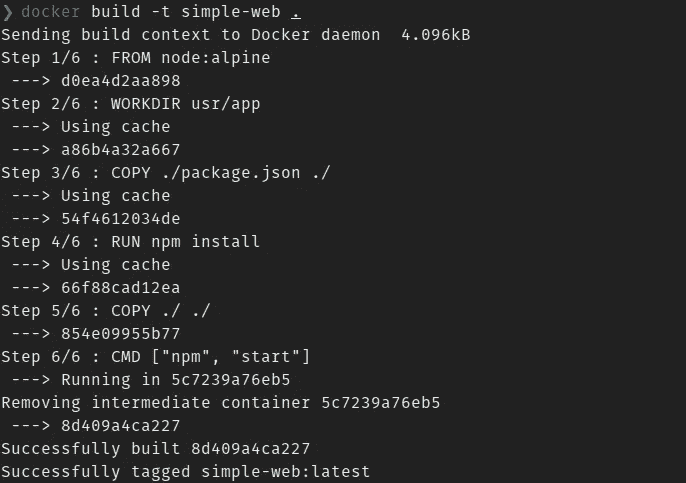 ❯ docker build -t simple-web .
Sending build context to Docker daemon  4.096kB
Step 1/6 : FROM node:alpine
 ---> d0ea4d2aa898
Step 2/6 : WORKDIR usr/app
 ---> Using cache
 ---> a86b4a32a667
Step 3/6 : COPY ./package.json ./
 ---> Using cache
 ---> 54f4612034de
Step 4/6 : RUN npm install
 ---> Using cache
 ---> 66f88cad12ea
Step 5/6 : COPY ./ ./
 ---> 854e09955b77
Step 6/6 : CMD ["npm", "start"]
 ---> Running in 5c7239a76eb5
Removing intermediate container 5c7239a76eb5
 ---> 8d409a4ca227
Successfully built 8d409a4ca227
Successfully tagged simple-web:latest